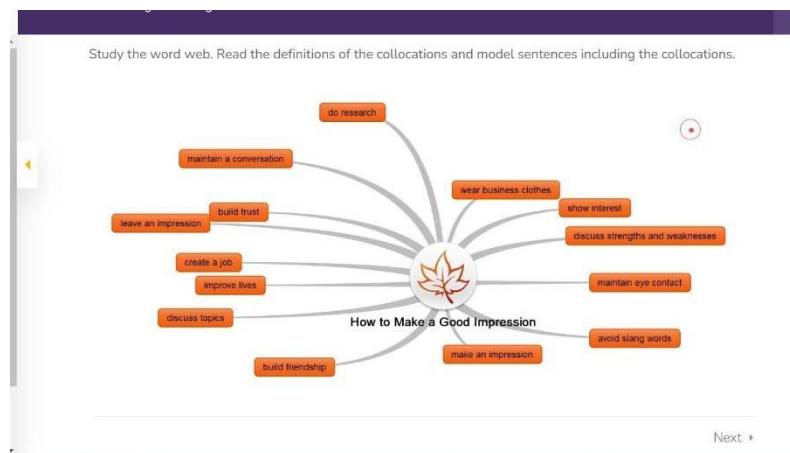 Study the word web. Read the definitions of the collocations and model sentences including the collocations.
do research
maintain a conversation
wear business clothes
build trust
show interest
leave an impression
discuss strengths and weaknesses
create a job
improve lives
maintain eye contact
discuss topics
How to Make a Good Impression
avoid slang words
make an impression
build friendship
Next